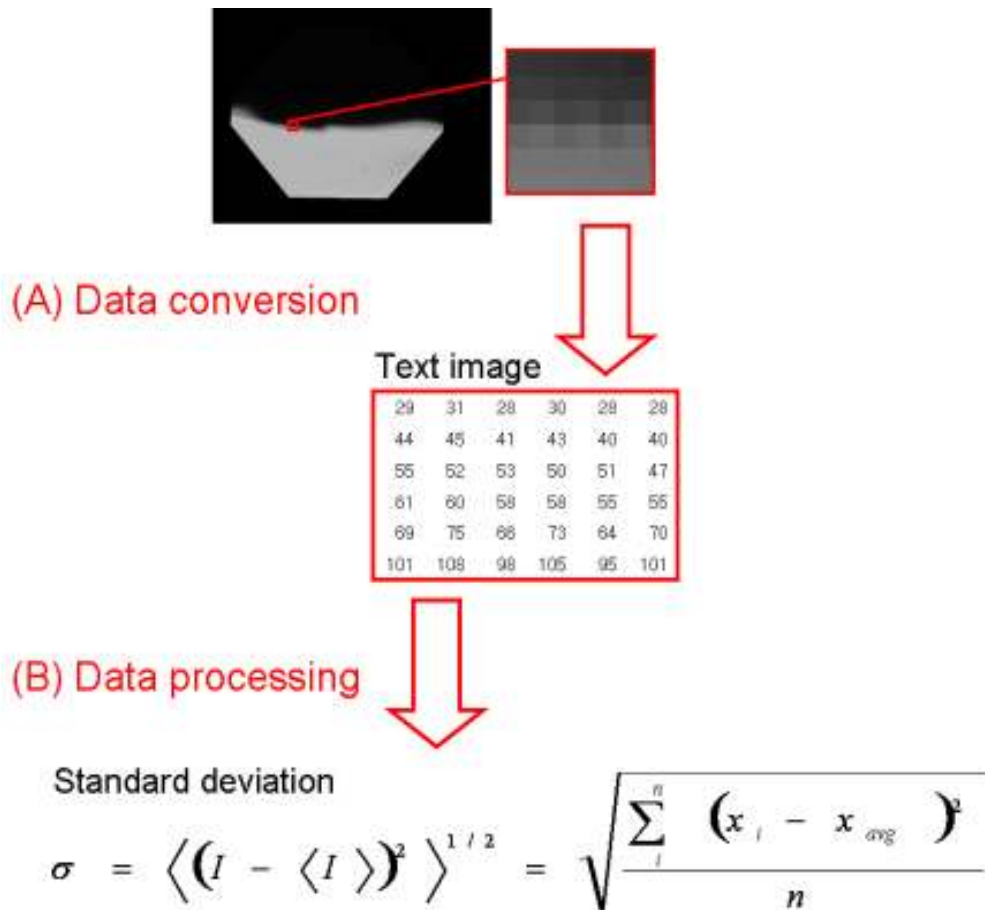 (A) Data conversion
Text image
29 31 28 30 28 28
44 45 41 43 40 40
55 52 53 50 51 47
61 60 58 58 55 55
69 75 66 73 64 70
101 108 98 105 95 101
(B) Data processing
Standard deviation
σ = ⟨(I − ⟨I⟩)²⟩^{1/2} = √(∑_i^n (x_i − x_avg)² / n)